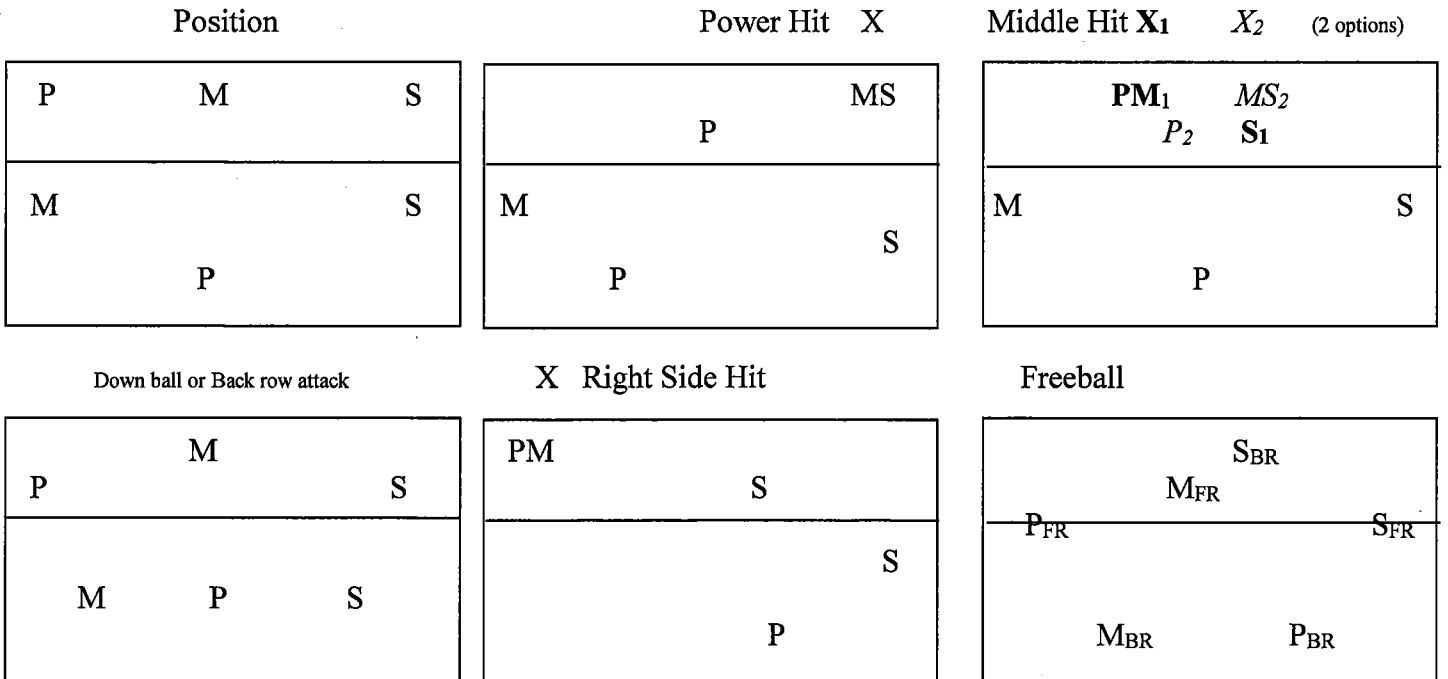 Position
P M S
M S
P
Power Hit X
MS
P
M
S
P
Middle Hit X1 X2 (2 options)
PM1 MS2
P2 S1
M S
P
Down ball or Back row attack
M
P S
M P S
X Right Side Hit
PM
S
S
P
Freeball
SBR
MFR
PFR SFR
MBR PBR